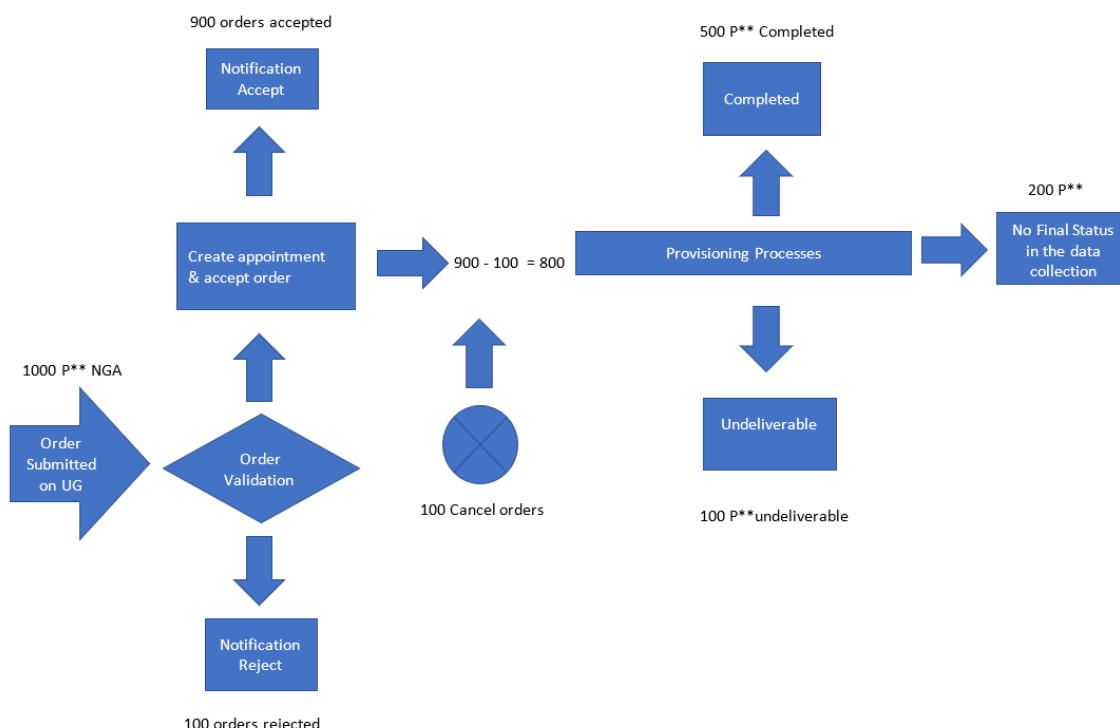 900 orders accepted
Notification
Accept
Create appointment
& accept order
1000 P** NGA
Order
Submitted
on UG
Order
Validation
Notification
Reject
100 orders rejected
900 - 100  = 800
100 Cancel orders
500 P** Completed
Completed
Provisioning Processes
200 P**
No Final Status
in the data
collection
Undeliverable
100 P**undeliverable